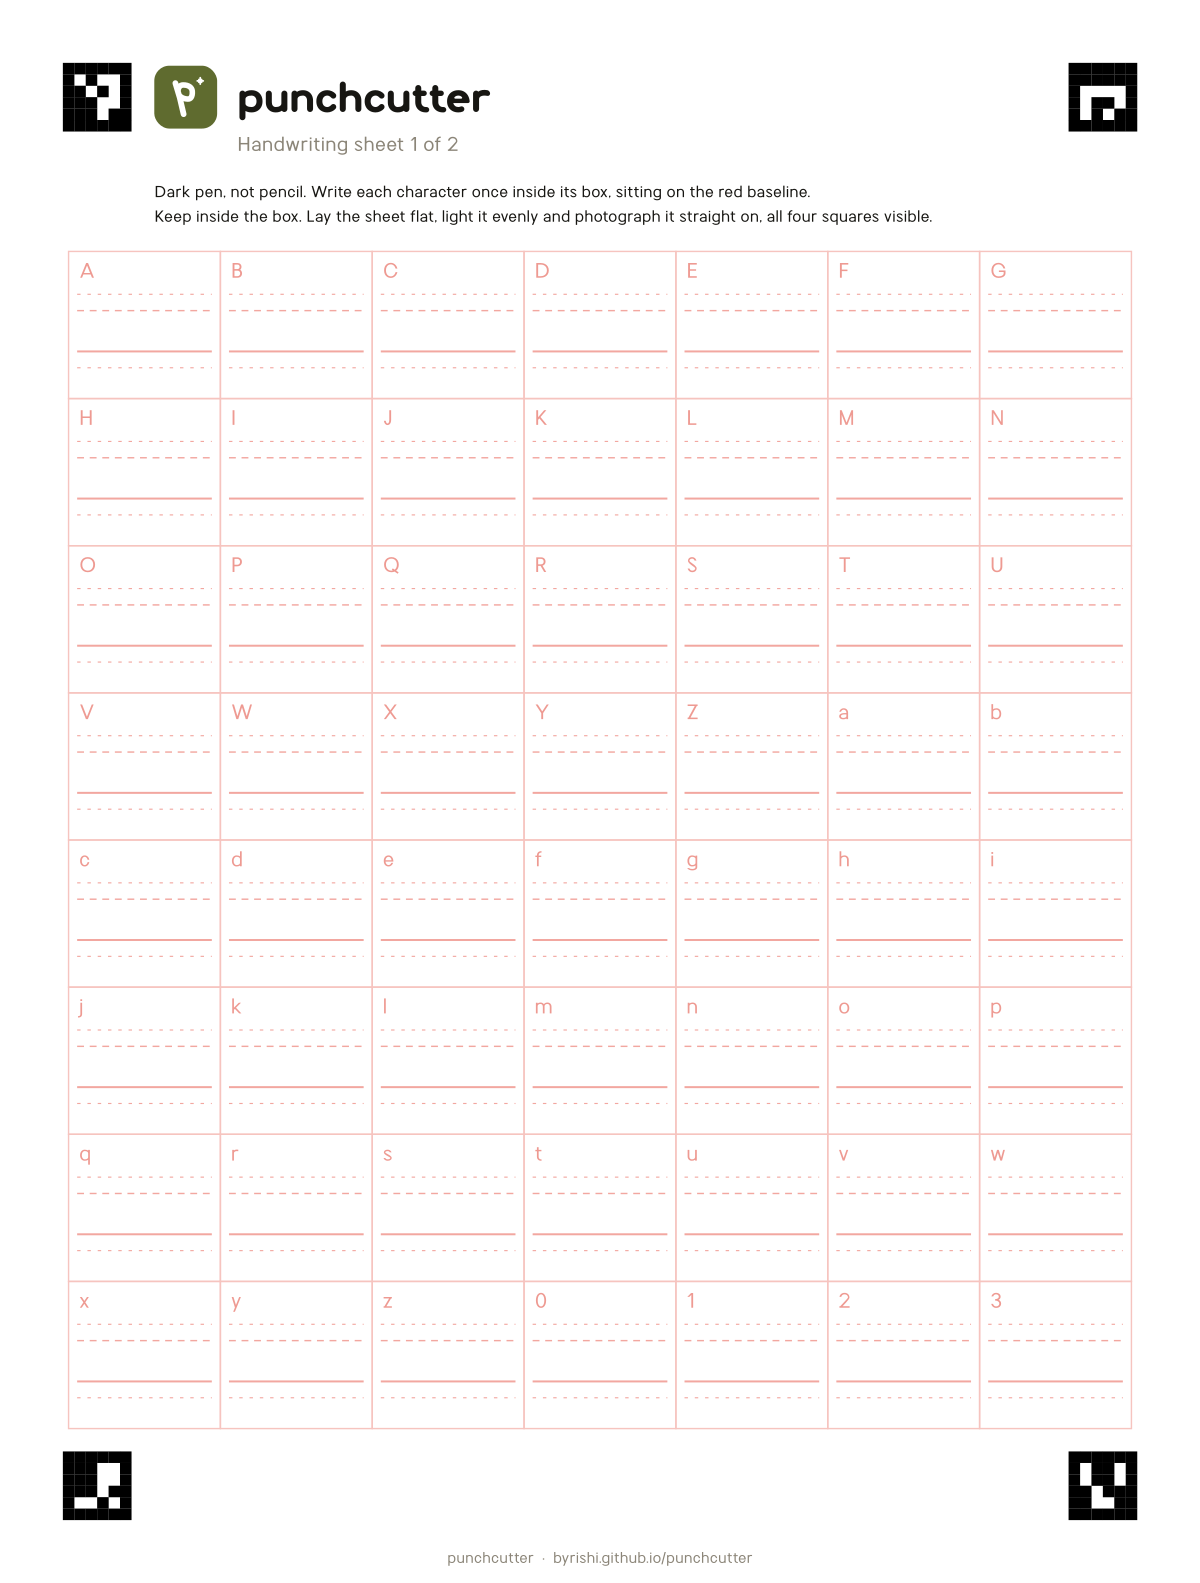 punchcutter
Handwriting sheet 1 of 2
Dark pen, not pencil. Write each character once inside its box, sitting on the red baseline.
Keep inside the box. Lay the sheet flat, light it evenly and photograph it straight on, all four squares visible.
A B C D E F G
H I J K L M N
O P Q R S T U
V W X Y Z a b
c d e f g h i
j k l m n o p
q r s t u v w
x y z 0 1 2 3
punchcutter · byrishi.github.io/punchcutter